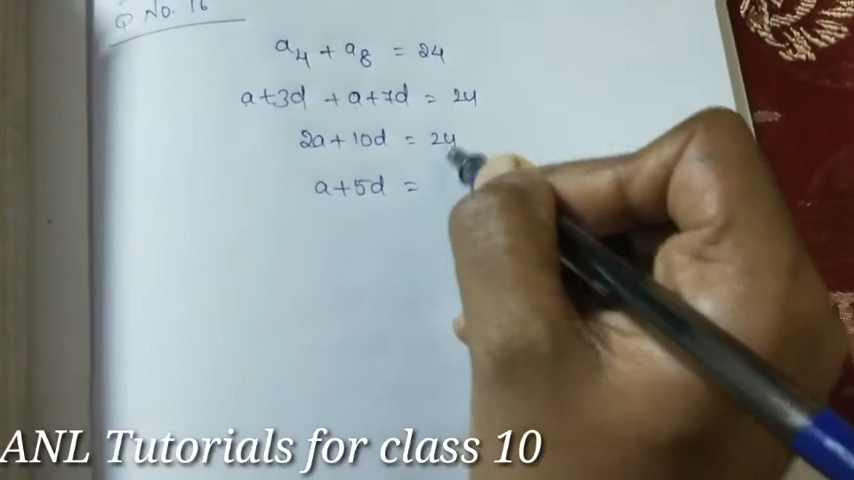 Q No. 16
a4 + a8 = 24
a+3d + a+7d = 24
2a+10d = 24
a+5d =
ANL Tutorials for class 10